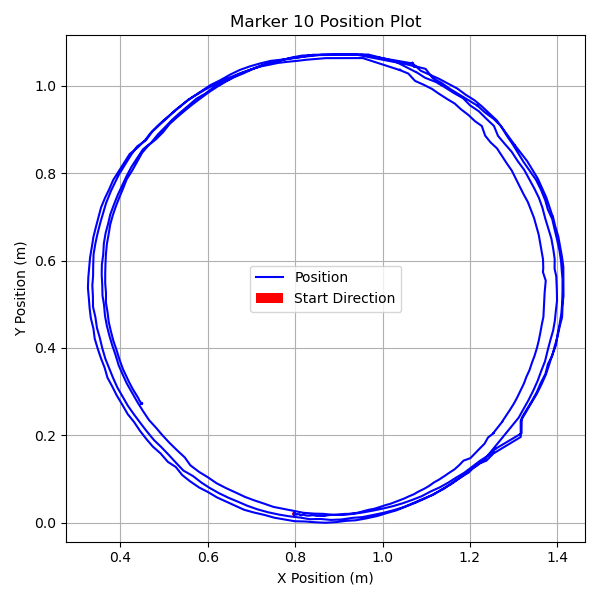 Marker 10 Position Plot
Y Position (m)
1.0
0.8
0.6
0.4
0.2
0.0
Position
Start Direction
0.4 0.6 0.8 1.0 1.2 1.4
X Position (m)